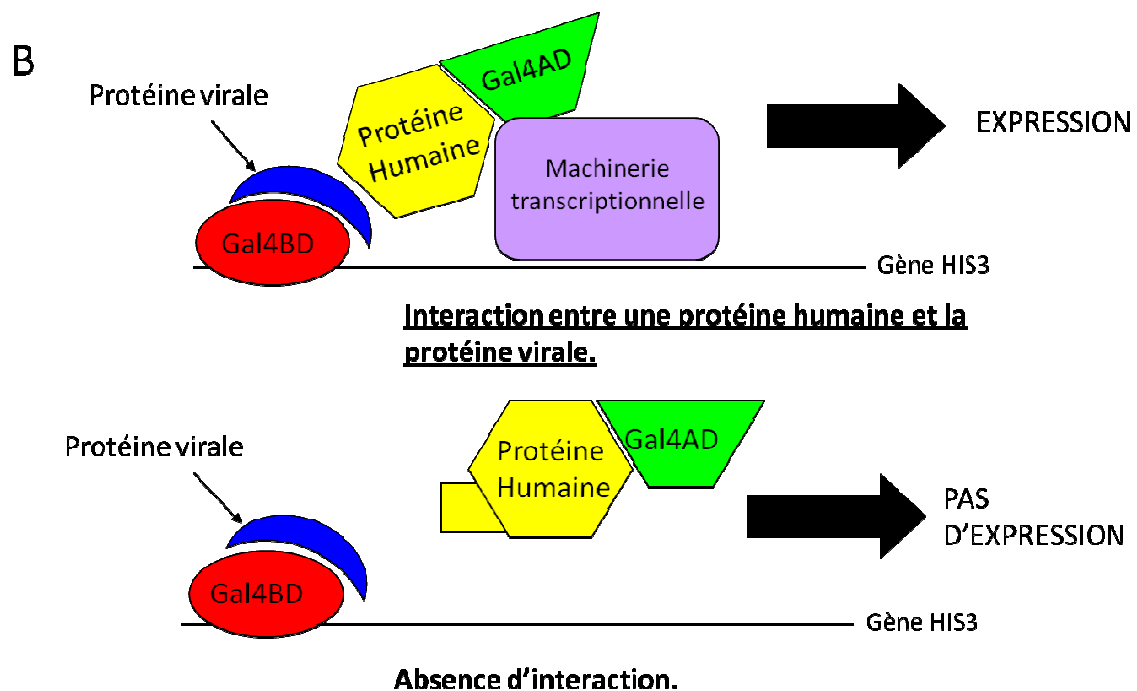 B
Protéine virale
Gal4AD
Protéine
Humaine
EXPRESSION
Machinerie
transcriptionnelle
Gal4BD
Gène HIS3
Interaction entre une protéine humaine et la
protéine virale.
Protéine virale
Protéine
Humaine
Gal4AD
PAS
D'EXPRESSION
Gal4BD
Gène HIS3
Absence d'interaction.